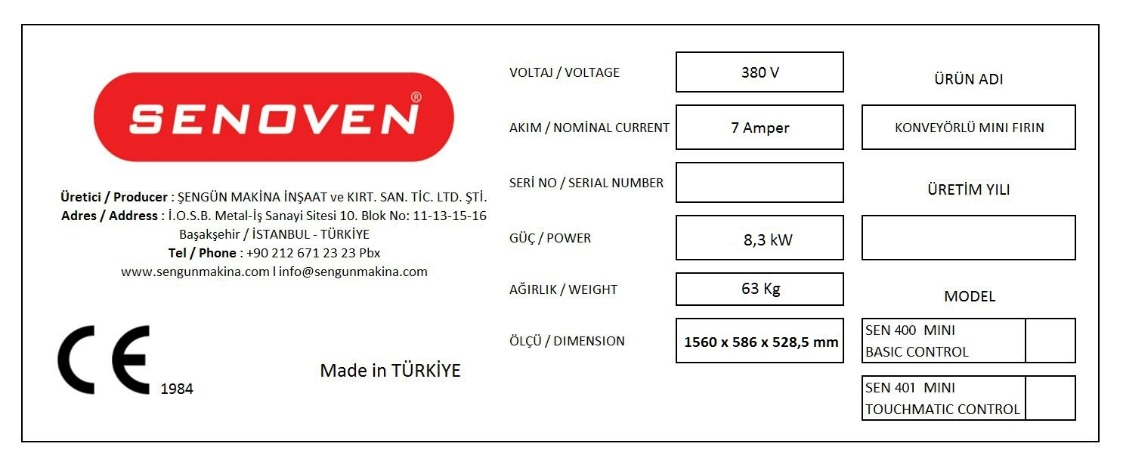 SENOVEN®
Üretici / Producer : ŞENGÜN MAKİNA İNŞAAT ve KIRT. SAN. TİC. LTD. ŞTİ.
Adres / Address : İ.O.S.B. Metal-İş Sanayi Sitesi 10. Blok No: 11-13-15-16
Başakşehir / İSTANBUL - TÜRKİYE
Tel / Phone : +90 212 671 23 23 Pbx
www.sengunmakina.com l info@sengunmakina.com
CE 1984
Made in TÜRKİYE
VOLTAJ / VOLTAGE 380 V
AKIM / NOMİNAL CURRENT 7 Amper
SERİ NO / SERIAL NUMBER
GÜÇ / POWER 8,3 kW
AĞIRLIK / WEIGHT 63 Kg
ÖLÇÜ / DIMENSION 1560 x 586 x 528,5 mm
ÜRÜN ADI
KONVEYÖRLÜ MINI FIRIN
ÜRETİM YILI
MODEL
SEN 400 MINI
BASIC CONTROL
SEN 401 MINI
TOUCHMATIC CONTROL